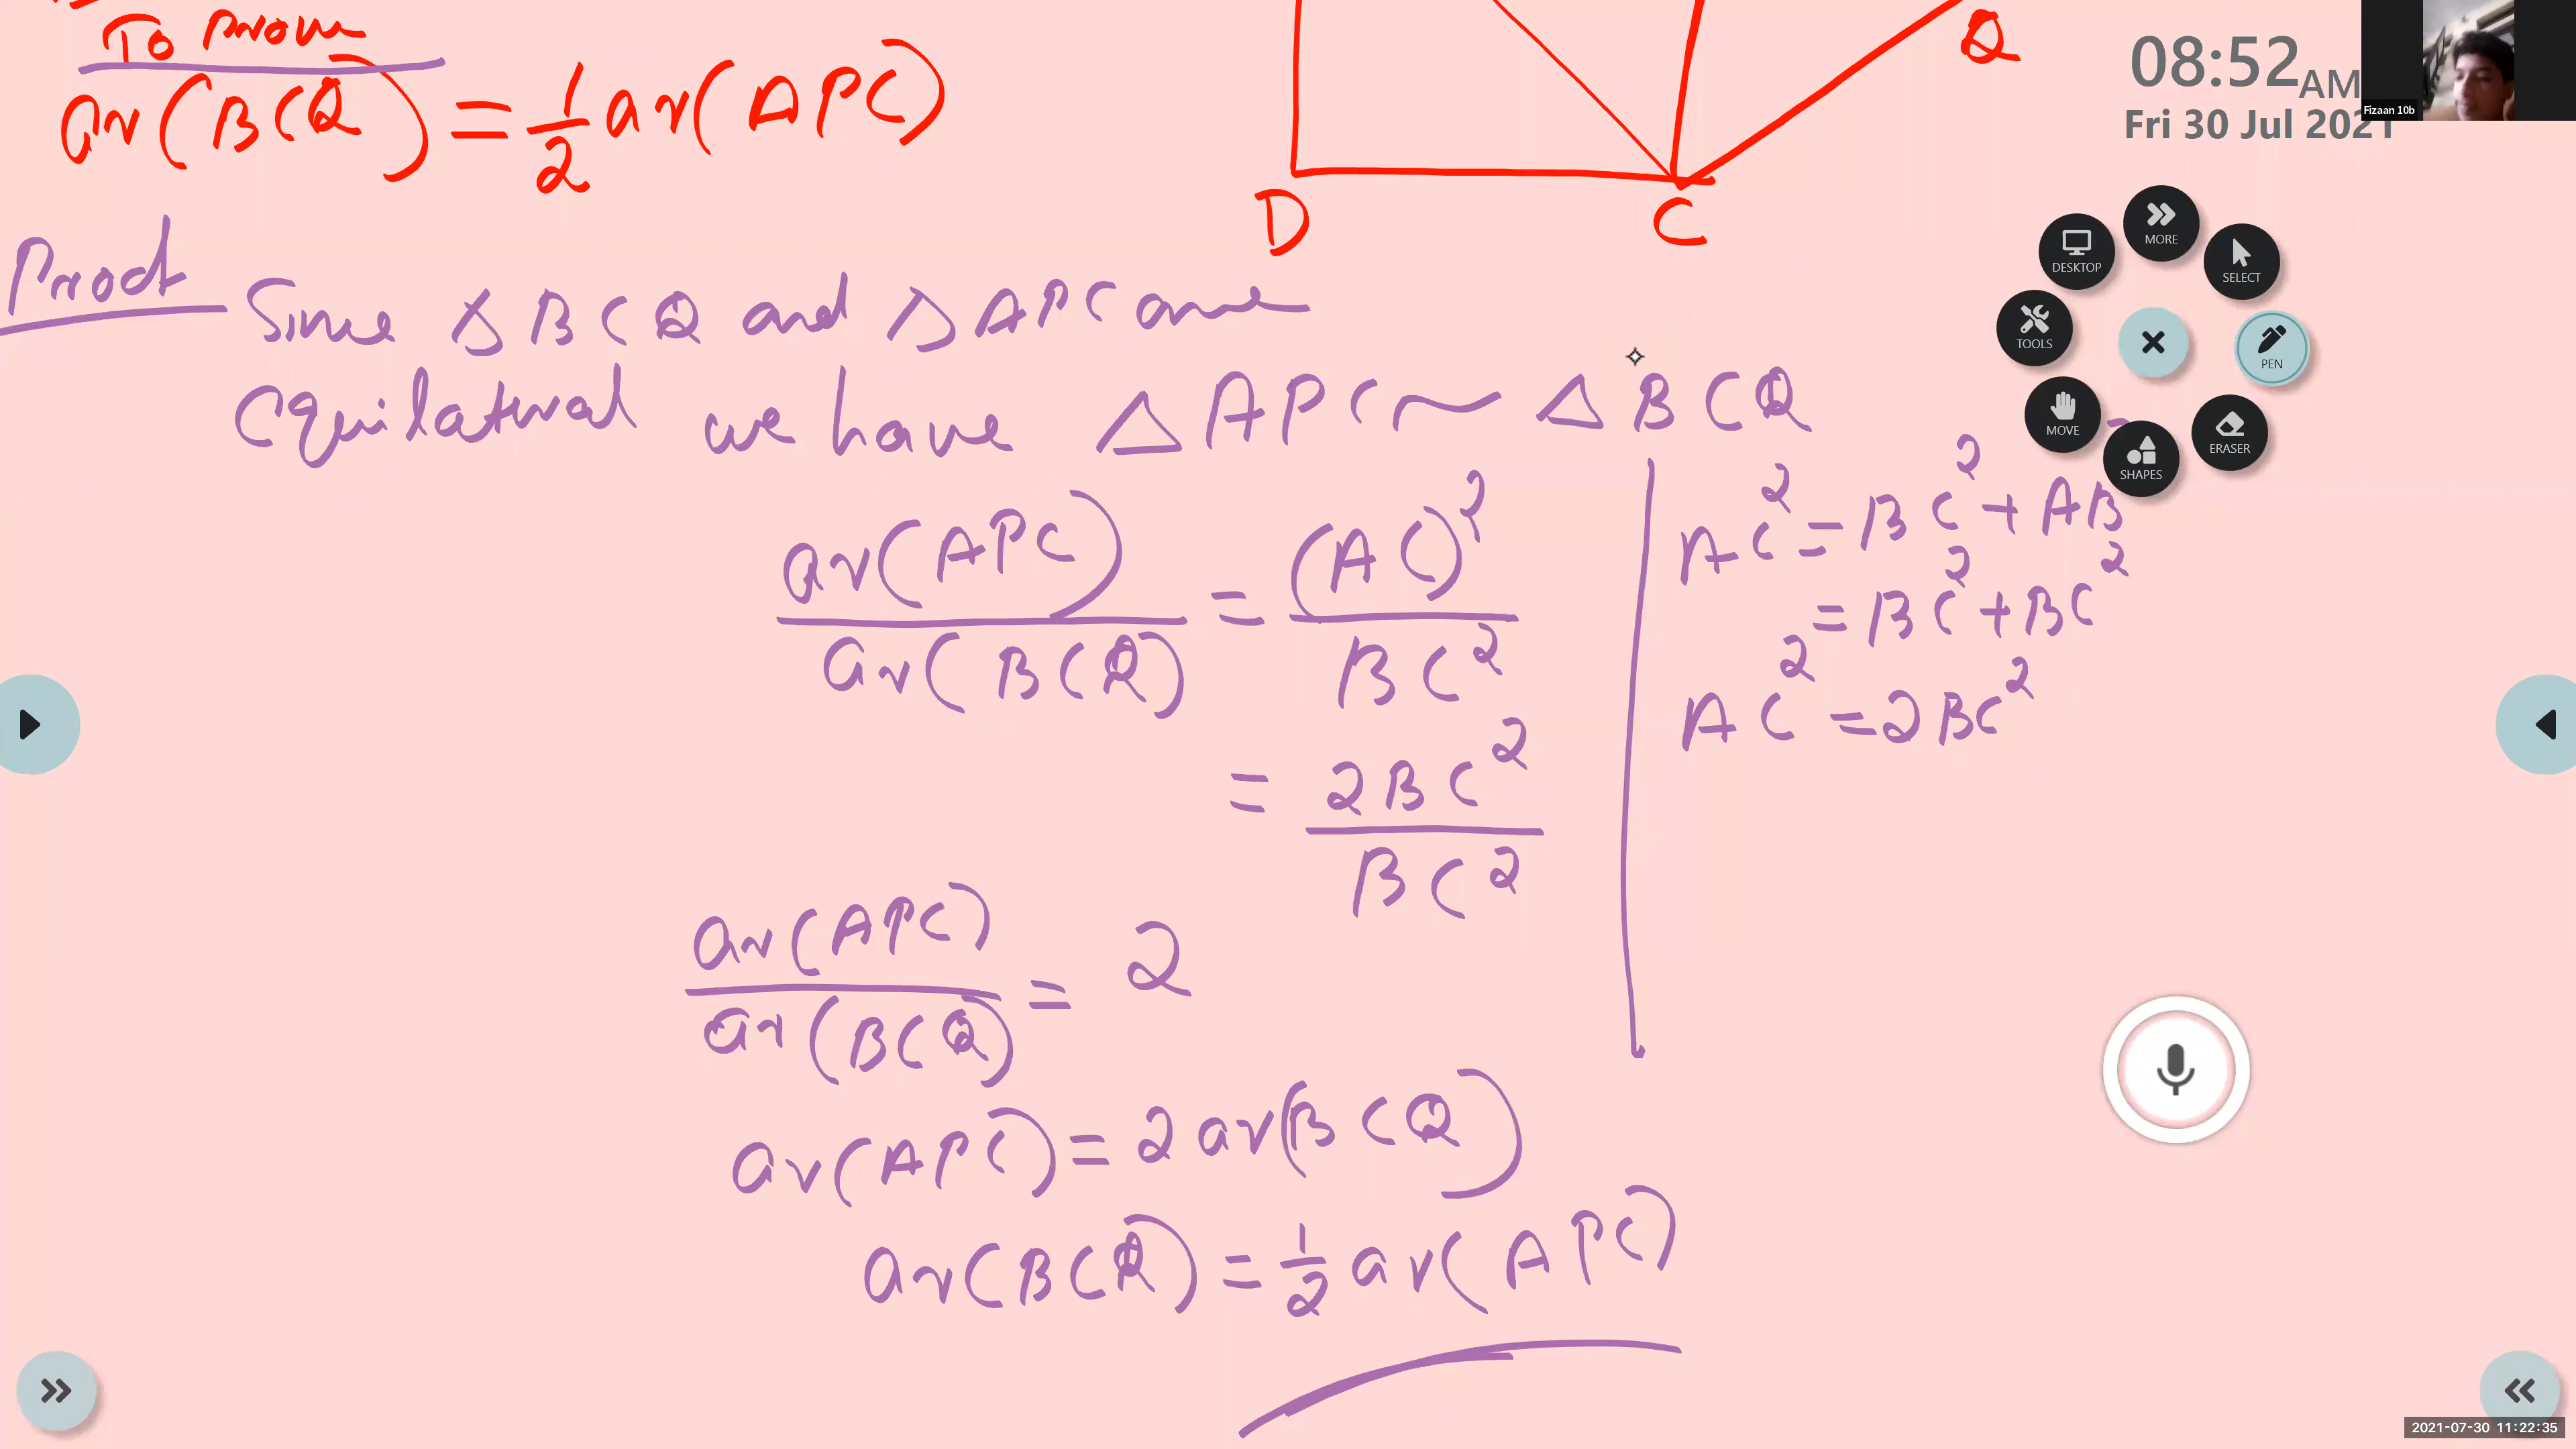 To prove
ar(BCQ) = 1/2 ar(APC)
Q
D
C
08:52 AM
Fri 30 Jul 2021
Fizaan 10b
MORE
DESKTOP
SELECT
TOOLS
PEN
MOVE
ERASER
SHAPES
Proof Since △BCQ and △APC are
equilateral we have △APC ~ △BCQ
ar(APC)/ar(BCQ) = (AC)²/BC²
= 2BC²/BC²
ar(APC)/ar(BCQ) = 2
ar(APC) = 2 ar(BCQ)
ar(BCQ) = 1/2 ar(APC)
AC² = BC² + AB
= BC² + BC²
AC² = 2BC²
2021-07-30 11:22:35